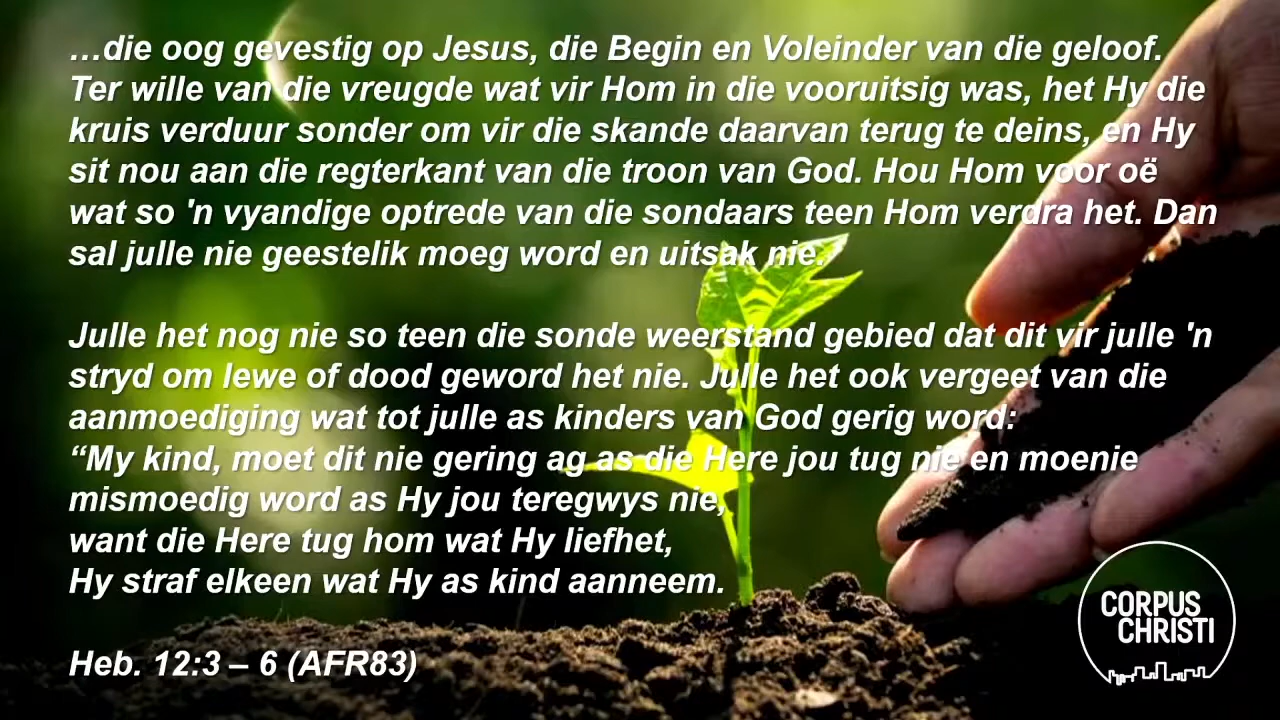 …die oog gevestig op Jesus, die Begin en Voleinder van die geloof.
Ter wille van die vreugde wat vir Hom in die vooruitsig was, het Hy die
kruis verduur sonder om vir die skande daarvan terug te deins, en Hy
sit nou aan die regterkant van die troon van God. Hou Hom voor oë
wat so 'n vyandige optrede van die sondaars teen Hom verdra het. Dan
sal julle nie geestelik moeg word en uitsak nie.
Julle het nog nie so teen die sonde weerstand gebied dat dit vir julle 'n
stryd om lewe of dood geword het nie. Julle het ook vergeet van die
aanmoediging wat tot julle as kinders van God gerig word:
“My kind, moet dit nie gering ag as die Here jou tug nie en moenie
mismoedig word as Hy jou teregwys nie,
want die Here tug hom wat Hy liefhet,
Hy straf elkeen wat Hy as kind aanneem.
Heb. 12:3 – 6 (AFR83)
CORPUS
CHRISTI